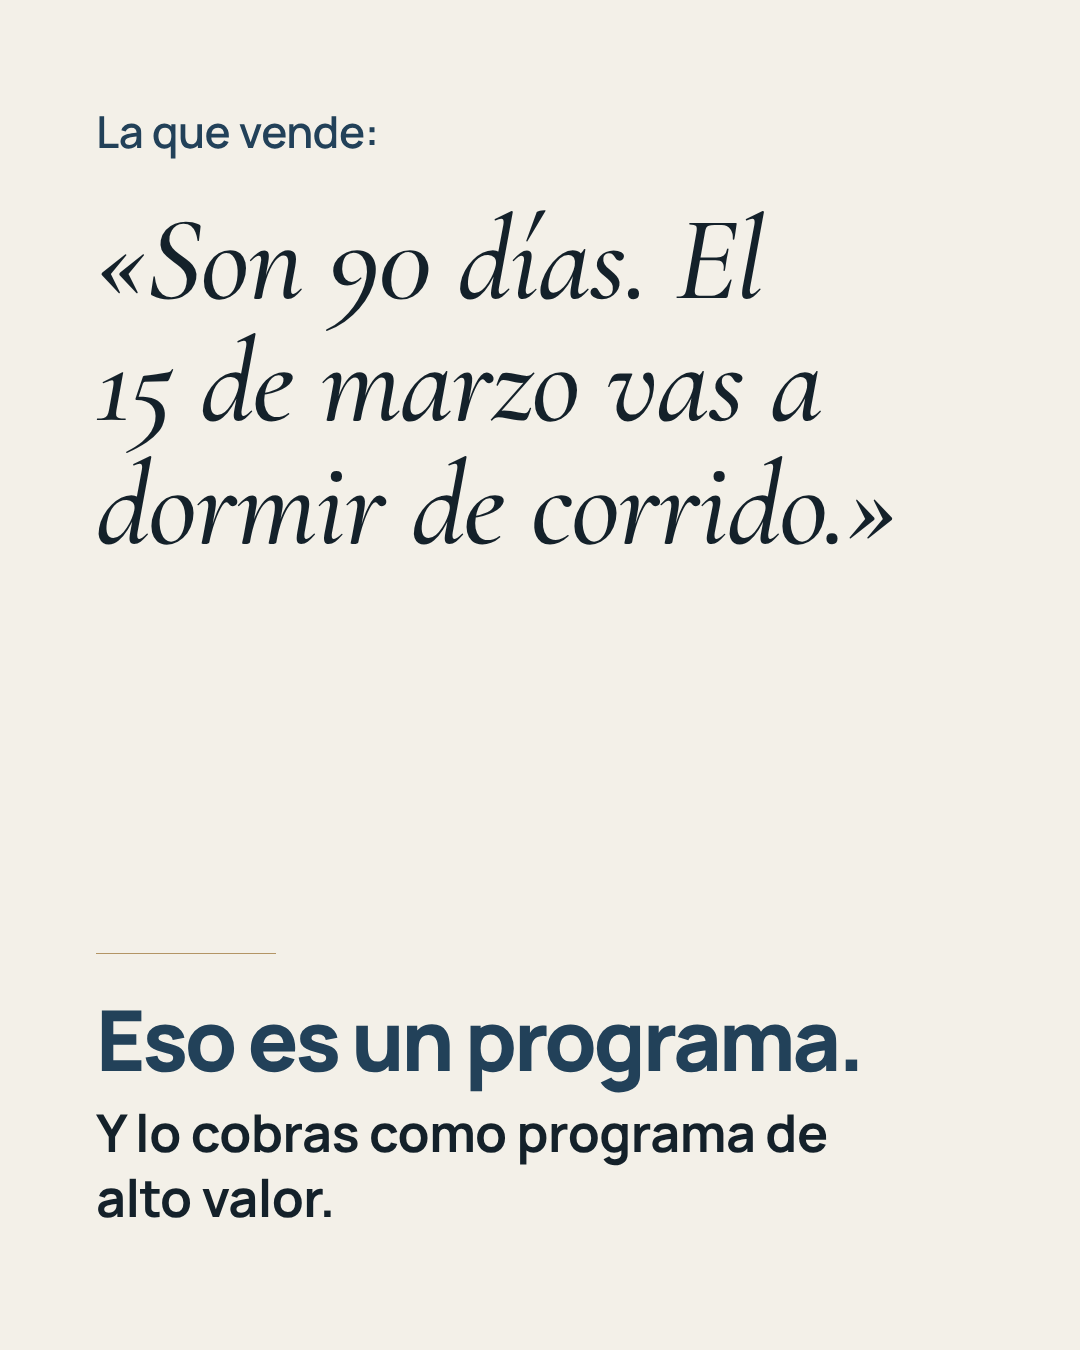 La que vende:
«Son 90 días. El
15 de marzo vas a
dormir de corrido.»
Eso es un programa.
Y lo cobras como programa de
alto valor.